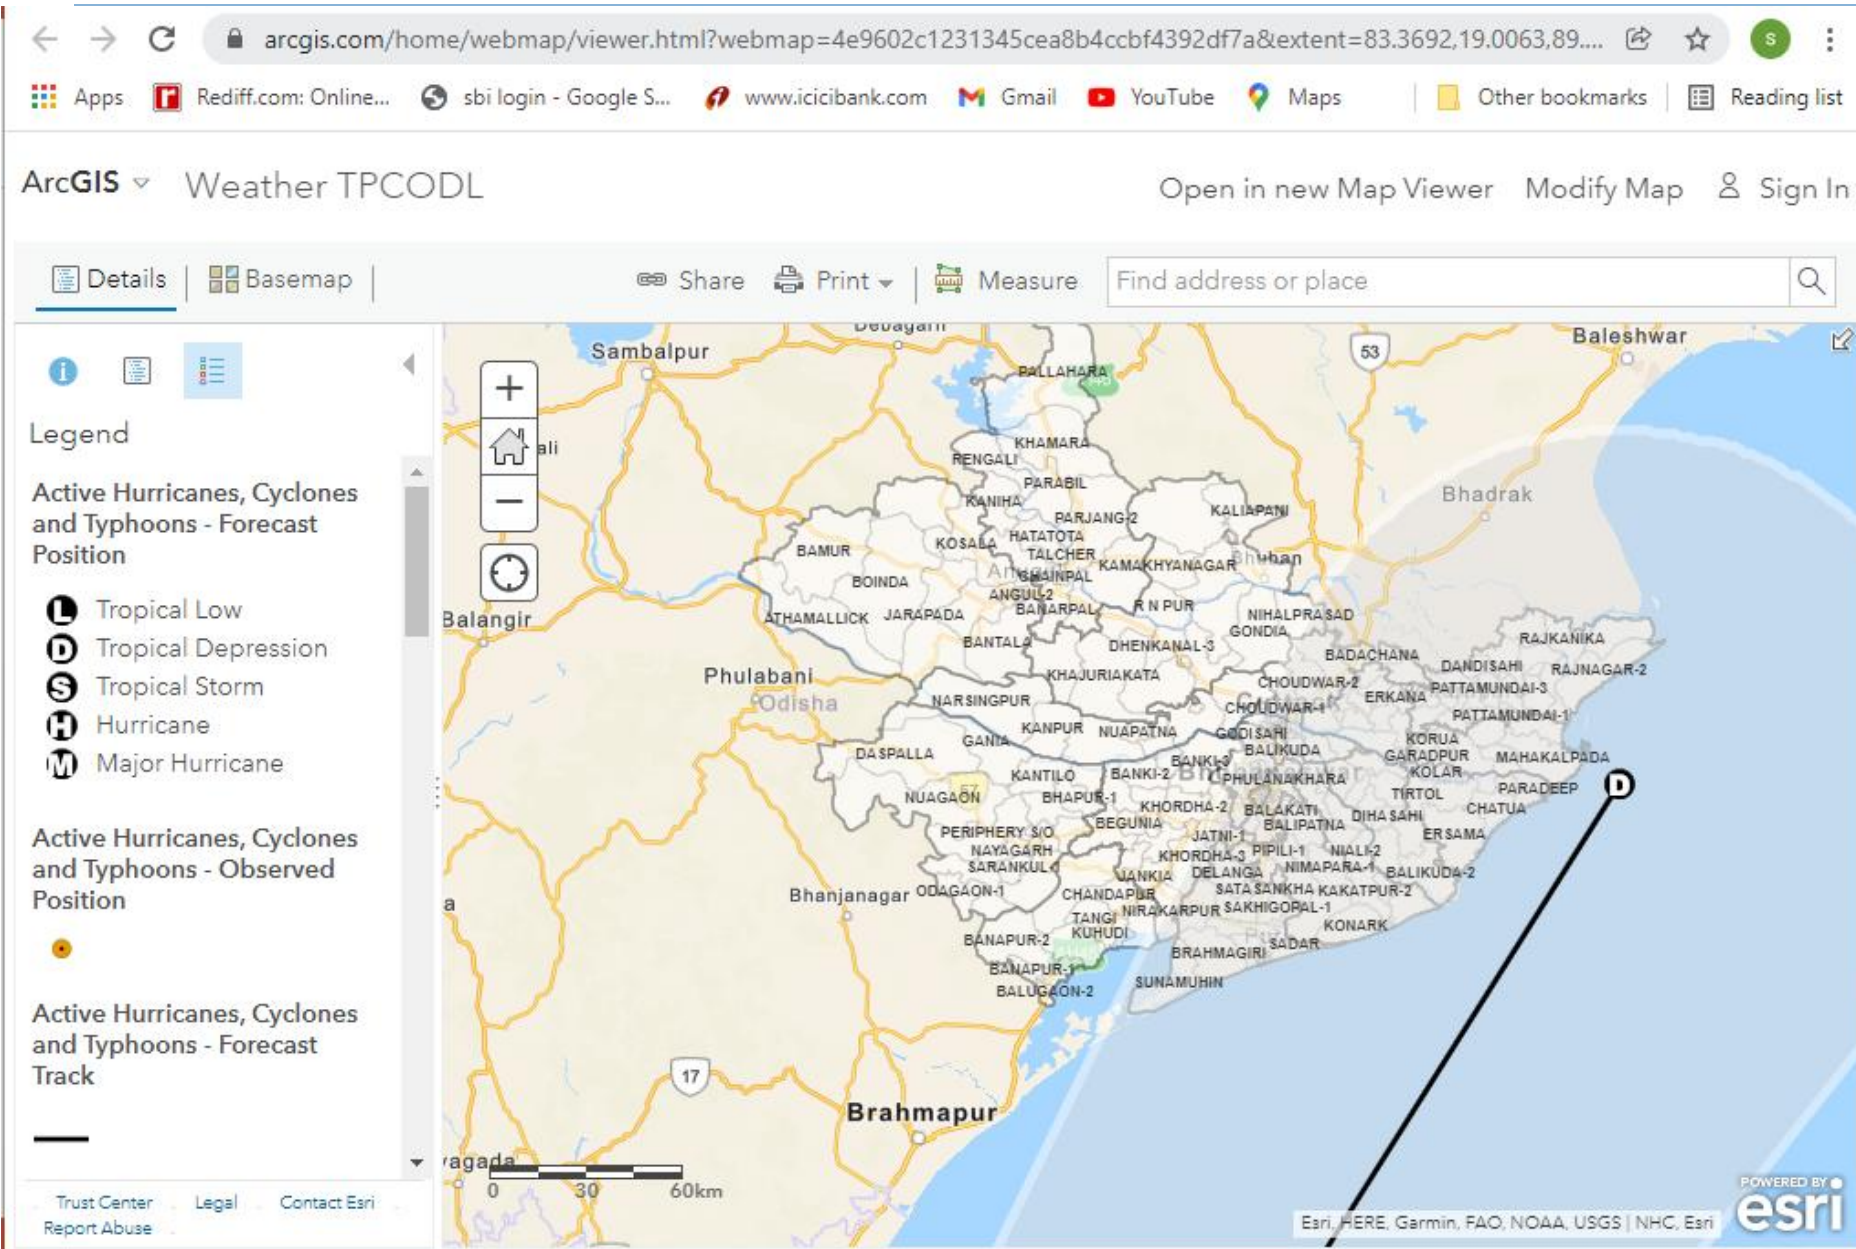 arcgis.com/home/webmap/viewer.html?webmap=4e9602c1231345cea8b4ccbf4392df7a&extent=83.3692,19.0063,89....
S
Apps
Rediff.com: Online...
sbi login - Google S...
www.icicibank.com
Gmail
YouTube
Maps
Other bookmarks
Reading list
ArcGIS
Weather TPCODL
Open in new Map Viewer
Modify Map
Sign In
Details
Basemap
Share
Print
Measure
Find address or place
Legend
Active Hurricanes, Cyclones
and Typhoons - Forecast
Position
L Tropical Low
D Tropical Depression
S Tropical Storm
H Hurricane
M Major Hurricane
Active Hurricanes, Cyclones
and Typhoons - Observed
Position
Active Hurricanes, Cyclones
and Typhoons - Forecast
Track
Trust Center
Legal
Contact Esri
Report Abuse
Sambalpur
Baleshwar
53
PALLAHARA
ali
KHAMARA
RENGALI
PARABIL
KANIHA
Bhadrak
KALIAPANI
PARJANG-2
HATATOTA
KOSALA
BAMUR
TALCHER
KAMAKHYANAGAR
Bhuban
BOINDA
CHAINPAL
ANGUL-2
BANARPAL
R N PUR
Balangir
ATHAMALLICK
JARAPADA
NIHALPRASAD
GONDIA
BANTALA
DHENKANAL-3
RAJKANIKA
BADACHANA
DANDISAHI
RAJNAGAR-2
Phulabani
KHAJURIAKATA
CHOUDWAR-2
ERKANA
PATTAMUNDAI-3
Odisha
NARSINGPUR
CHOUDWAR-1
PATTAMUNDAI-1
KANPUR
NUAPATNA
GODISAHI
GANIA
BALIKUDA
KORUA
DASPALLA
GARADPUR
MAHAKALPADA
BANKI-3
KANTILO
BANKI-2
PHULANAKHARA
KOLAR
PARADEEP
D
57
NUAGAON
BHAPUR-1
TIRTOL
KHORDHA-2
BALAKATI
DIHASAHI
CHATUA
BEGUNIA
BALIPATNA
PERIPHERY S/O
JATNI-1
ERSAMA
NAYAGARH
KHORDHA-3
PIPILI-1
NIALI-2
SARANKUL-1
JANKIA
DELANGA
NIMAPARA-1
BALIKUDA-2
Bhanjanagar
ODAGAON-1
CHANDAPUR
SATASANKHA
KAKATPUR-2
a
TANGI
NIRAKARPUR
SAKHIGOPAL-1
KUHUDI
KONARK
BANAPUR-2
SADAR
BRAHMAGIRI
BANAPUR-1
SUNAMUHIN
BALUGAON-2
17
Brahmapur
0
30
60km
Esri, HERE, Garmin, FAO, NOAA, USGS | NHC, Esri
POWERED BY
esri